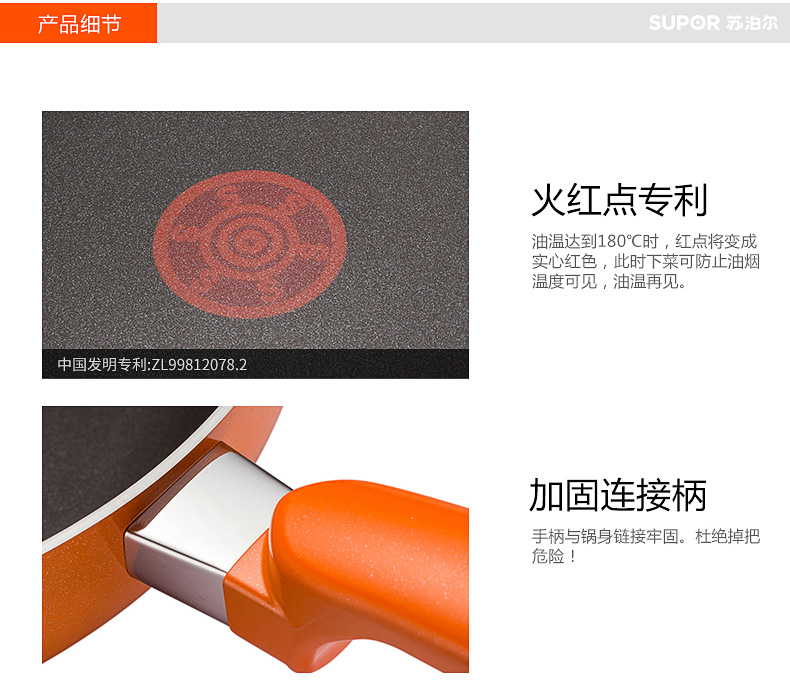 产品细节
SUPOR 苏泊尔
火红点专利
油温达到180℃时，红点将变成
实心红色，此时下菜可防止油烟
温度可见，油温再见。
中国发明专利:ZL99812078.2
加固连接柄
手柄与锅身链接牢固。杜绝掉把
危险！